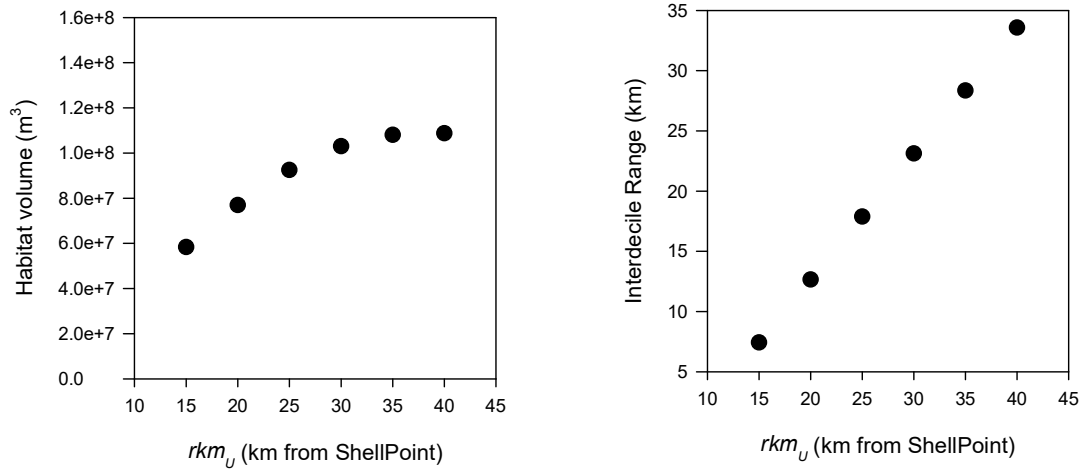 Habitat volume (m³)
1.6e+8
1.4e+8
1.2e+8
1.0e+8
8.0e+7
6.0e+7
4.0e+7
2.0e+7
0.0
10 15 20 25 30 35 40 45
rkm_U (km from ShellPoint)
Interdecile Range (km)
35
30
25
20
15
10
5
10 15 20 25 30 35 40 45
rkm_U (km from ShellPoint)